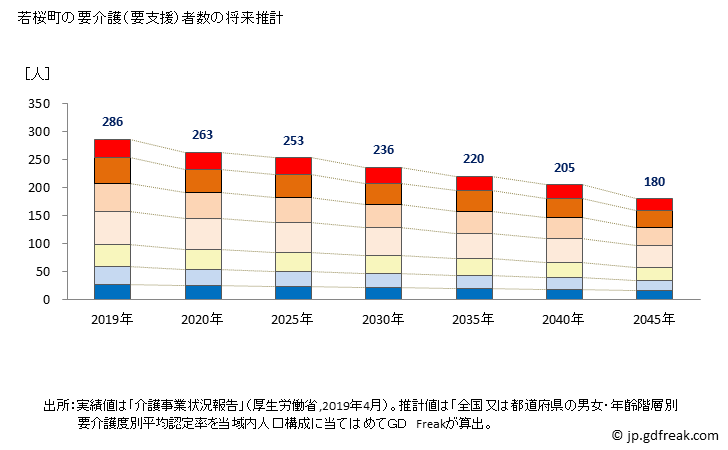 若桜町の要介護（要支援）者数の将来推計
［人］
350
300
250
200
150
100
50
0
286
263
253
236
220
205
180
2019年
2020年
2025年
2030年
2035年
2040年
2045年
出所：実績値は「介護事業状況報告」（厚生労働省,2019年4月）。推計値は「全国又は都道府県の男女・年齢階層別
要介護度別平均認定率を当域内人口構成に当てはめてGD Freakが算出。
© jp.gdfreak.com